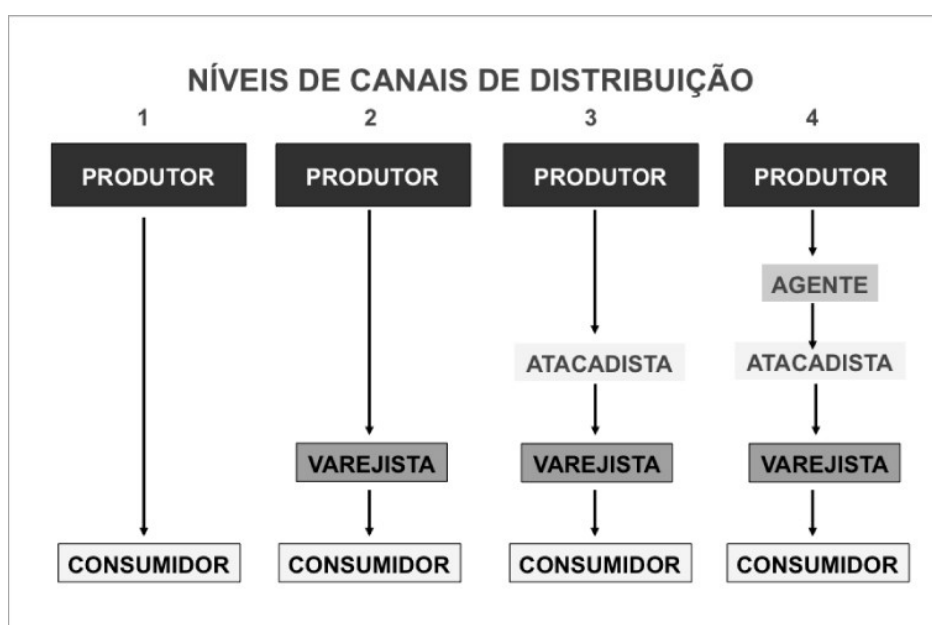 NÍVEIS DE CANAIS DE DISTRIBUIÇÃO
1 2 3 4
PRODUTOR PRODUTOR PRODUTOR PRODUTOR
AGENTE
ATACADISTA ATACADISTA
VAREJISTA VAREJISTA VAREJISTA
CONSUMIDOR CONSUMIDOR CONSUMIDOR CONSUMIDOR